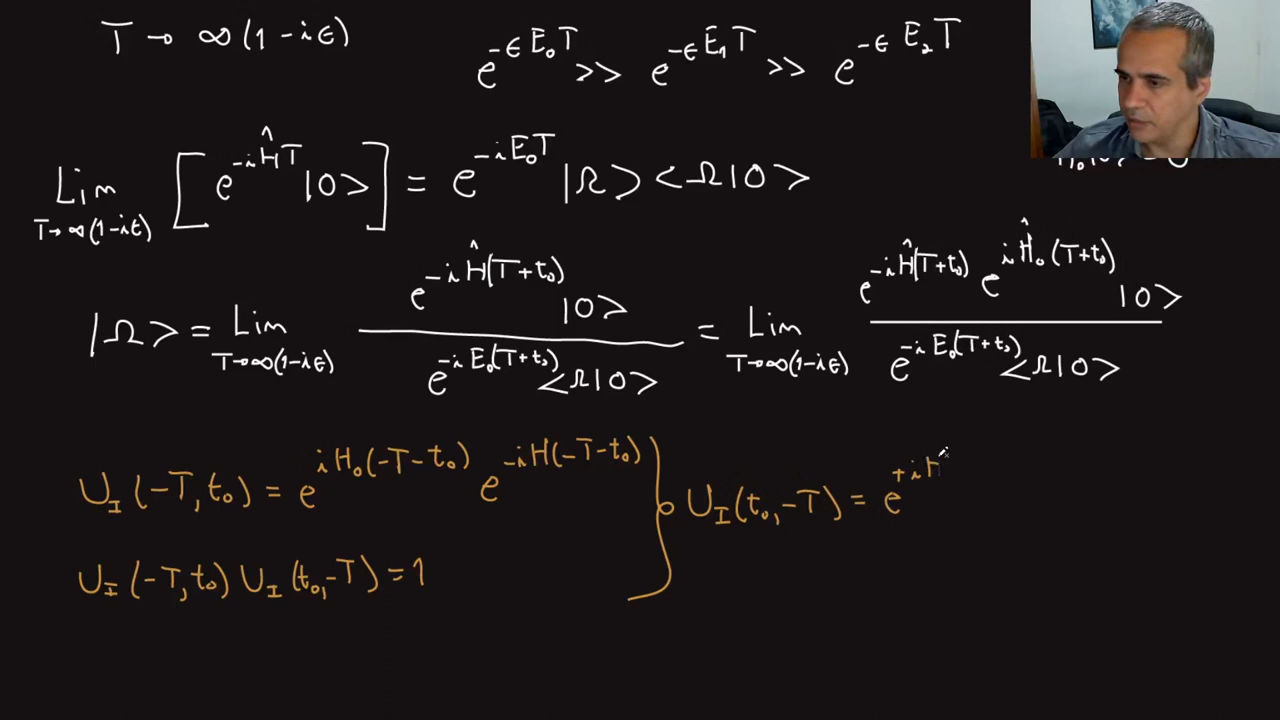 T → ∞(1-iϵ) e^{-ϵE₀T} >> e^{-ϵE₁T} >> e^{-ϵE₂T}
Lim_{T→∞(1-iϵ)} [e^{-iĤT}|0>] = e^{-iE₀T}|Ω><Ω|0>
|Ω> = Lim_{T→∞(1-iϵ)} e^{-iĤ(T+t₀)}|0> / e^{-iE₀(T+t₀)}<Ω|0> = Lim_{T→∞(1-iϵ)} e^{-iĤ(T+t₀)} e^{iĤ₀(T+t₀)}|0> / e^{-iE₀(T+t₀)}<Ω|0>
U_I(-T,t₀) = e^{iH₀(-T-t₀)} e^{-iH(-T-t₀)} } U_I(t₀,-T) = e^{+i
U_I(-T,t₀) U_I(t₀,-T) = 1